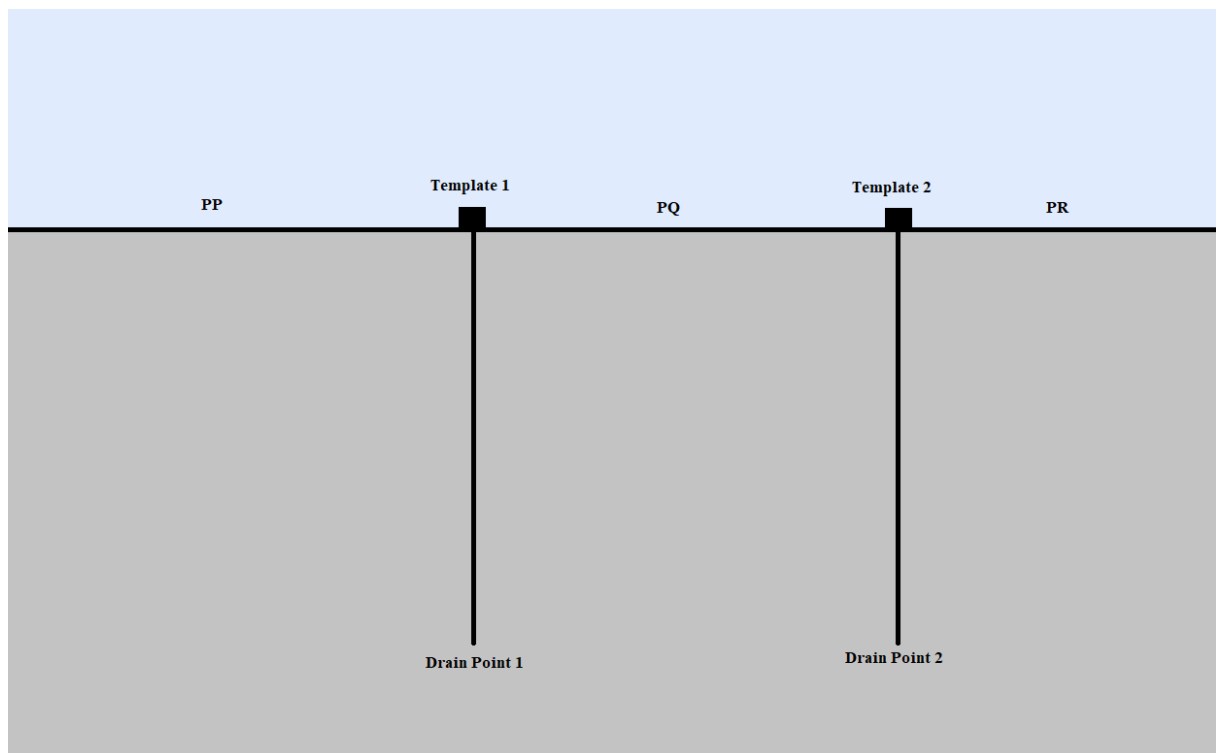 Template 1
Template 2
PP
PQ
PR
Drain Point 1
Drain Point 2